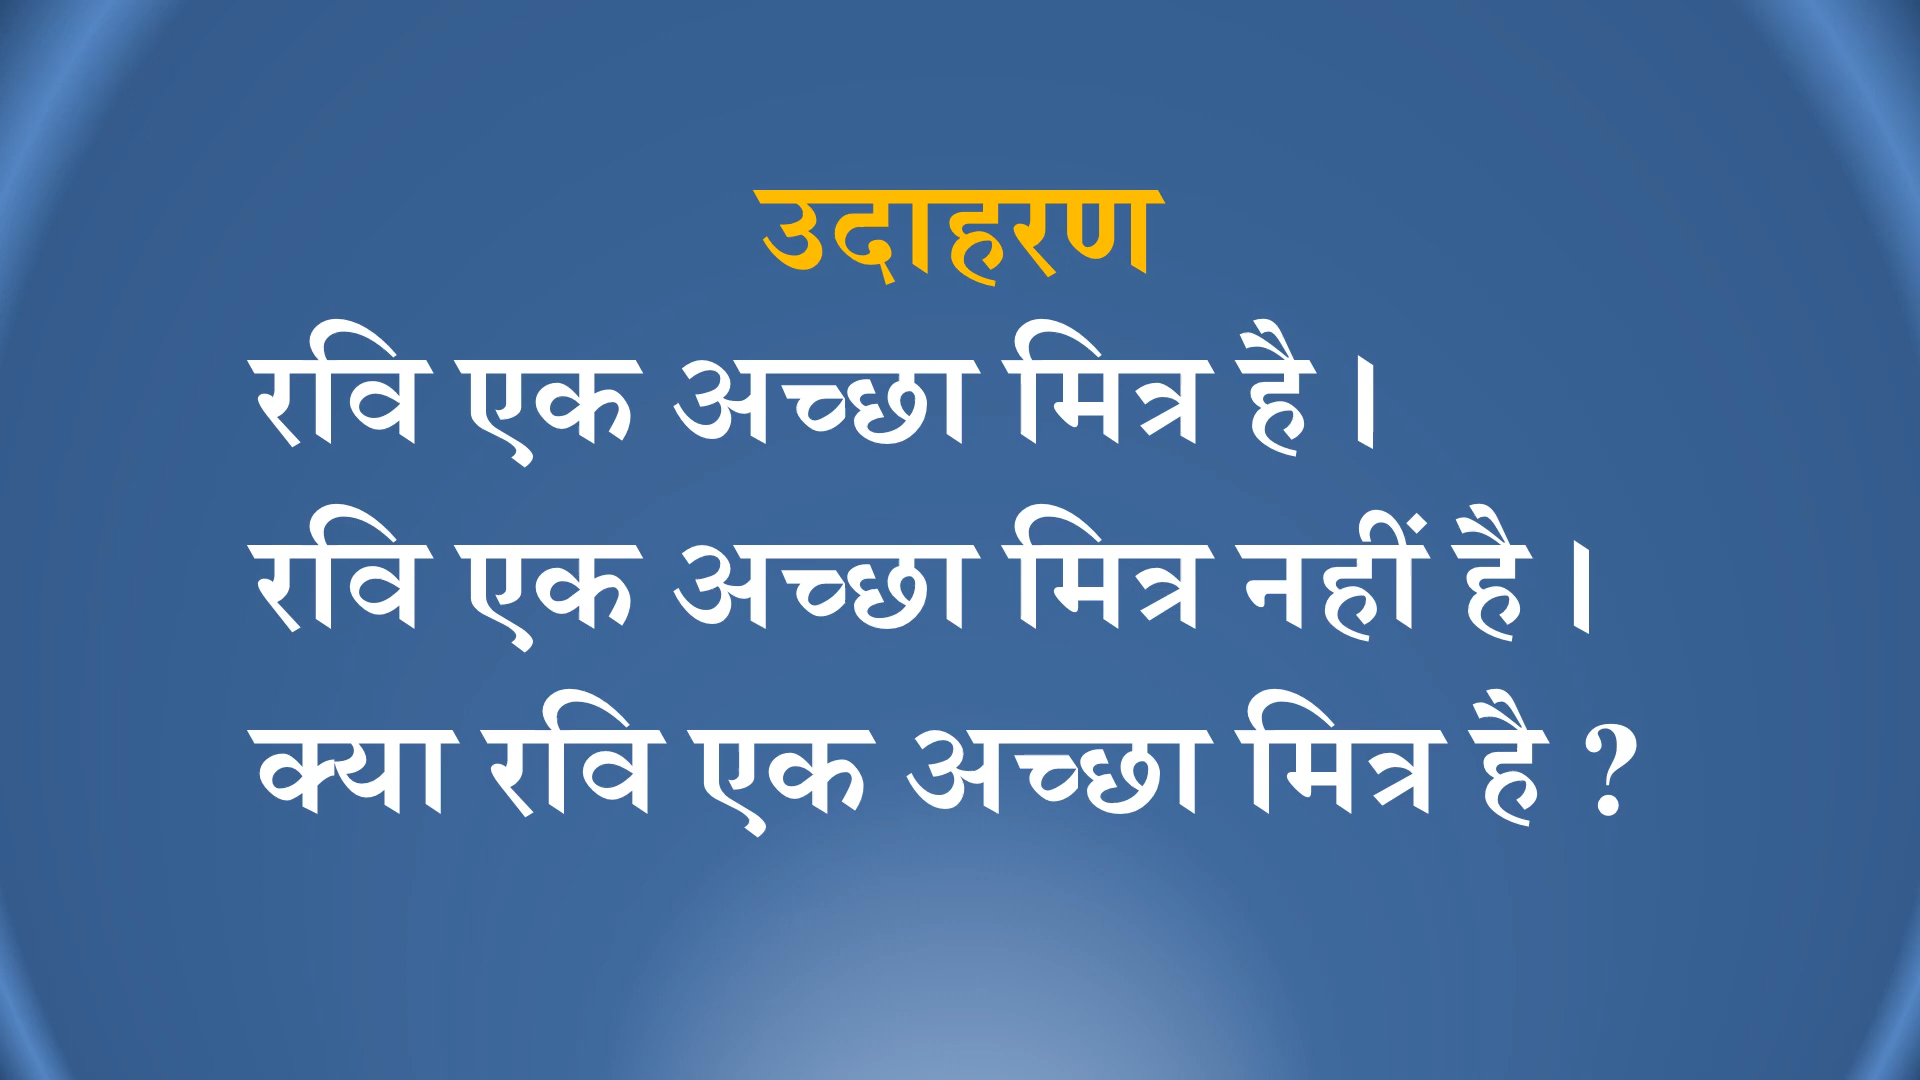 उदाहरण
रवि एक अच्छा मित्र है ।
रवि एक अच्छा मित्र नहीं है ।
क्या रवि एक अच्छा मित्र है ?